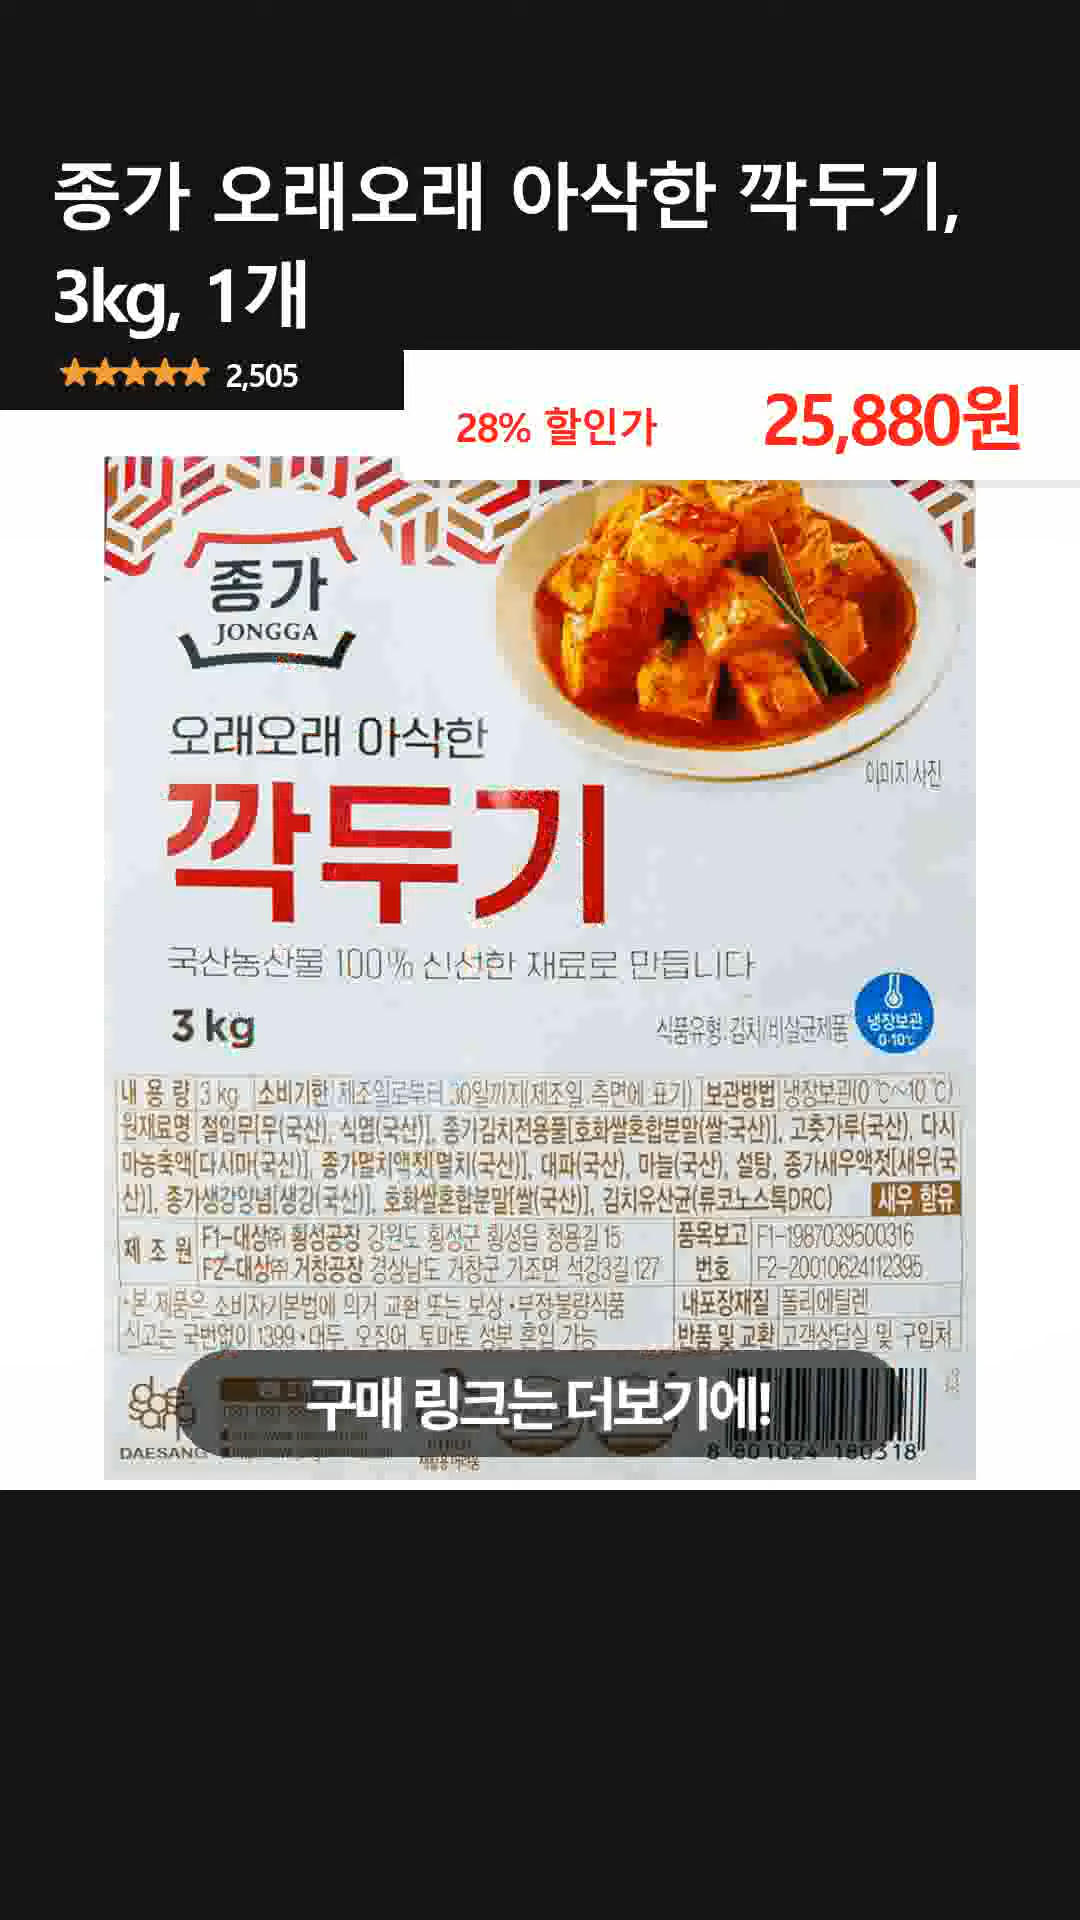 종가 오래오래 아삭한 깍두기,
3kg, 1개
2,505
28% 할인가 25,880원
종가
JONGGA
오래오래 아삭한
이미지 사진
깍두기
국산농산물 100% 신선한 재료로 만듭니다
3 kg
식품유형: 김치/비살균제품
냉장보관
0-10℃
내 용 량 3 kg 소비기한 제조일로부터 30일까지(제조일.측면에 표기) 보관방법 냉장보관(0℃~10℃)
원재료명 절임무[무(국산), 식염(국산)], 종가김치전용풀[호화쌀혼합분말(쌀:국산)], 고춧가루(국산), 다시
마농축액[다시마(국산)], 종가멸치액젓[멸치(국산)], 대파(국산), 마늘(국산), 설탕, 종가새우액젓[새우(국
산)], 종가생강양념[생강(국산)], 호화쌀혼합분말[쌀(국산)], 김치유산균(류코노스톡DRC) 새우 함유
제 조 원 F1-대상㈜ 횡성공장 강원도 횡성군 횡성읍 청용길 15 품목보고 F1-1987039500316
F2-대상㈜ 거창공장 경상남도 거창군 가조면 석강3길 127 번호 F2-20010624112395
•본 제품은 소비자기본법에 의거 교환 또는 보상 •부정불량식품 내포장재질 폴리에틸렌
신고는 국번없이 1399 •대두, 오징어, 토마토 성분 혼입 가능 반품 및 교환 고객상담실 및 구입처
구매 링크는 더보기에!
DAESANG
8 801024 180318